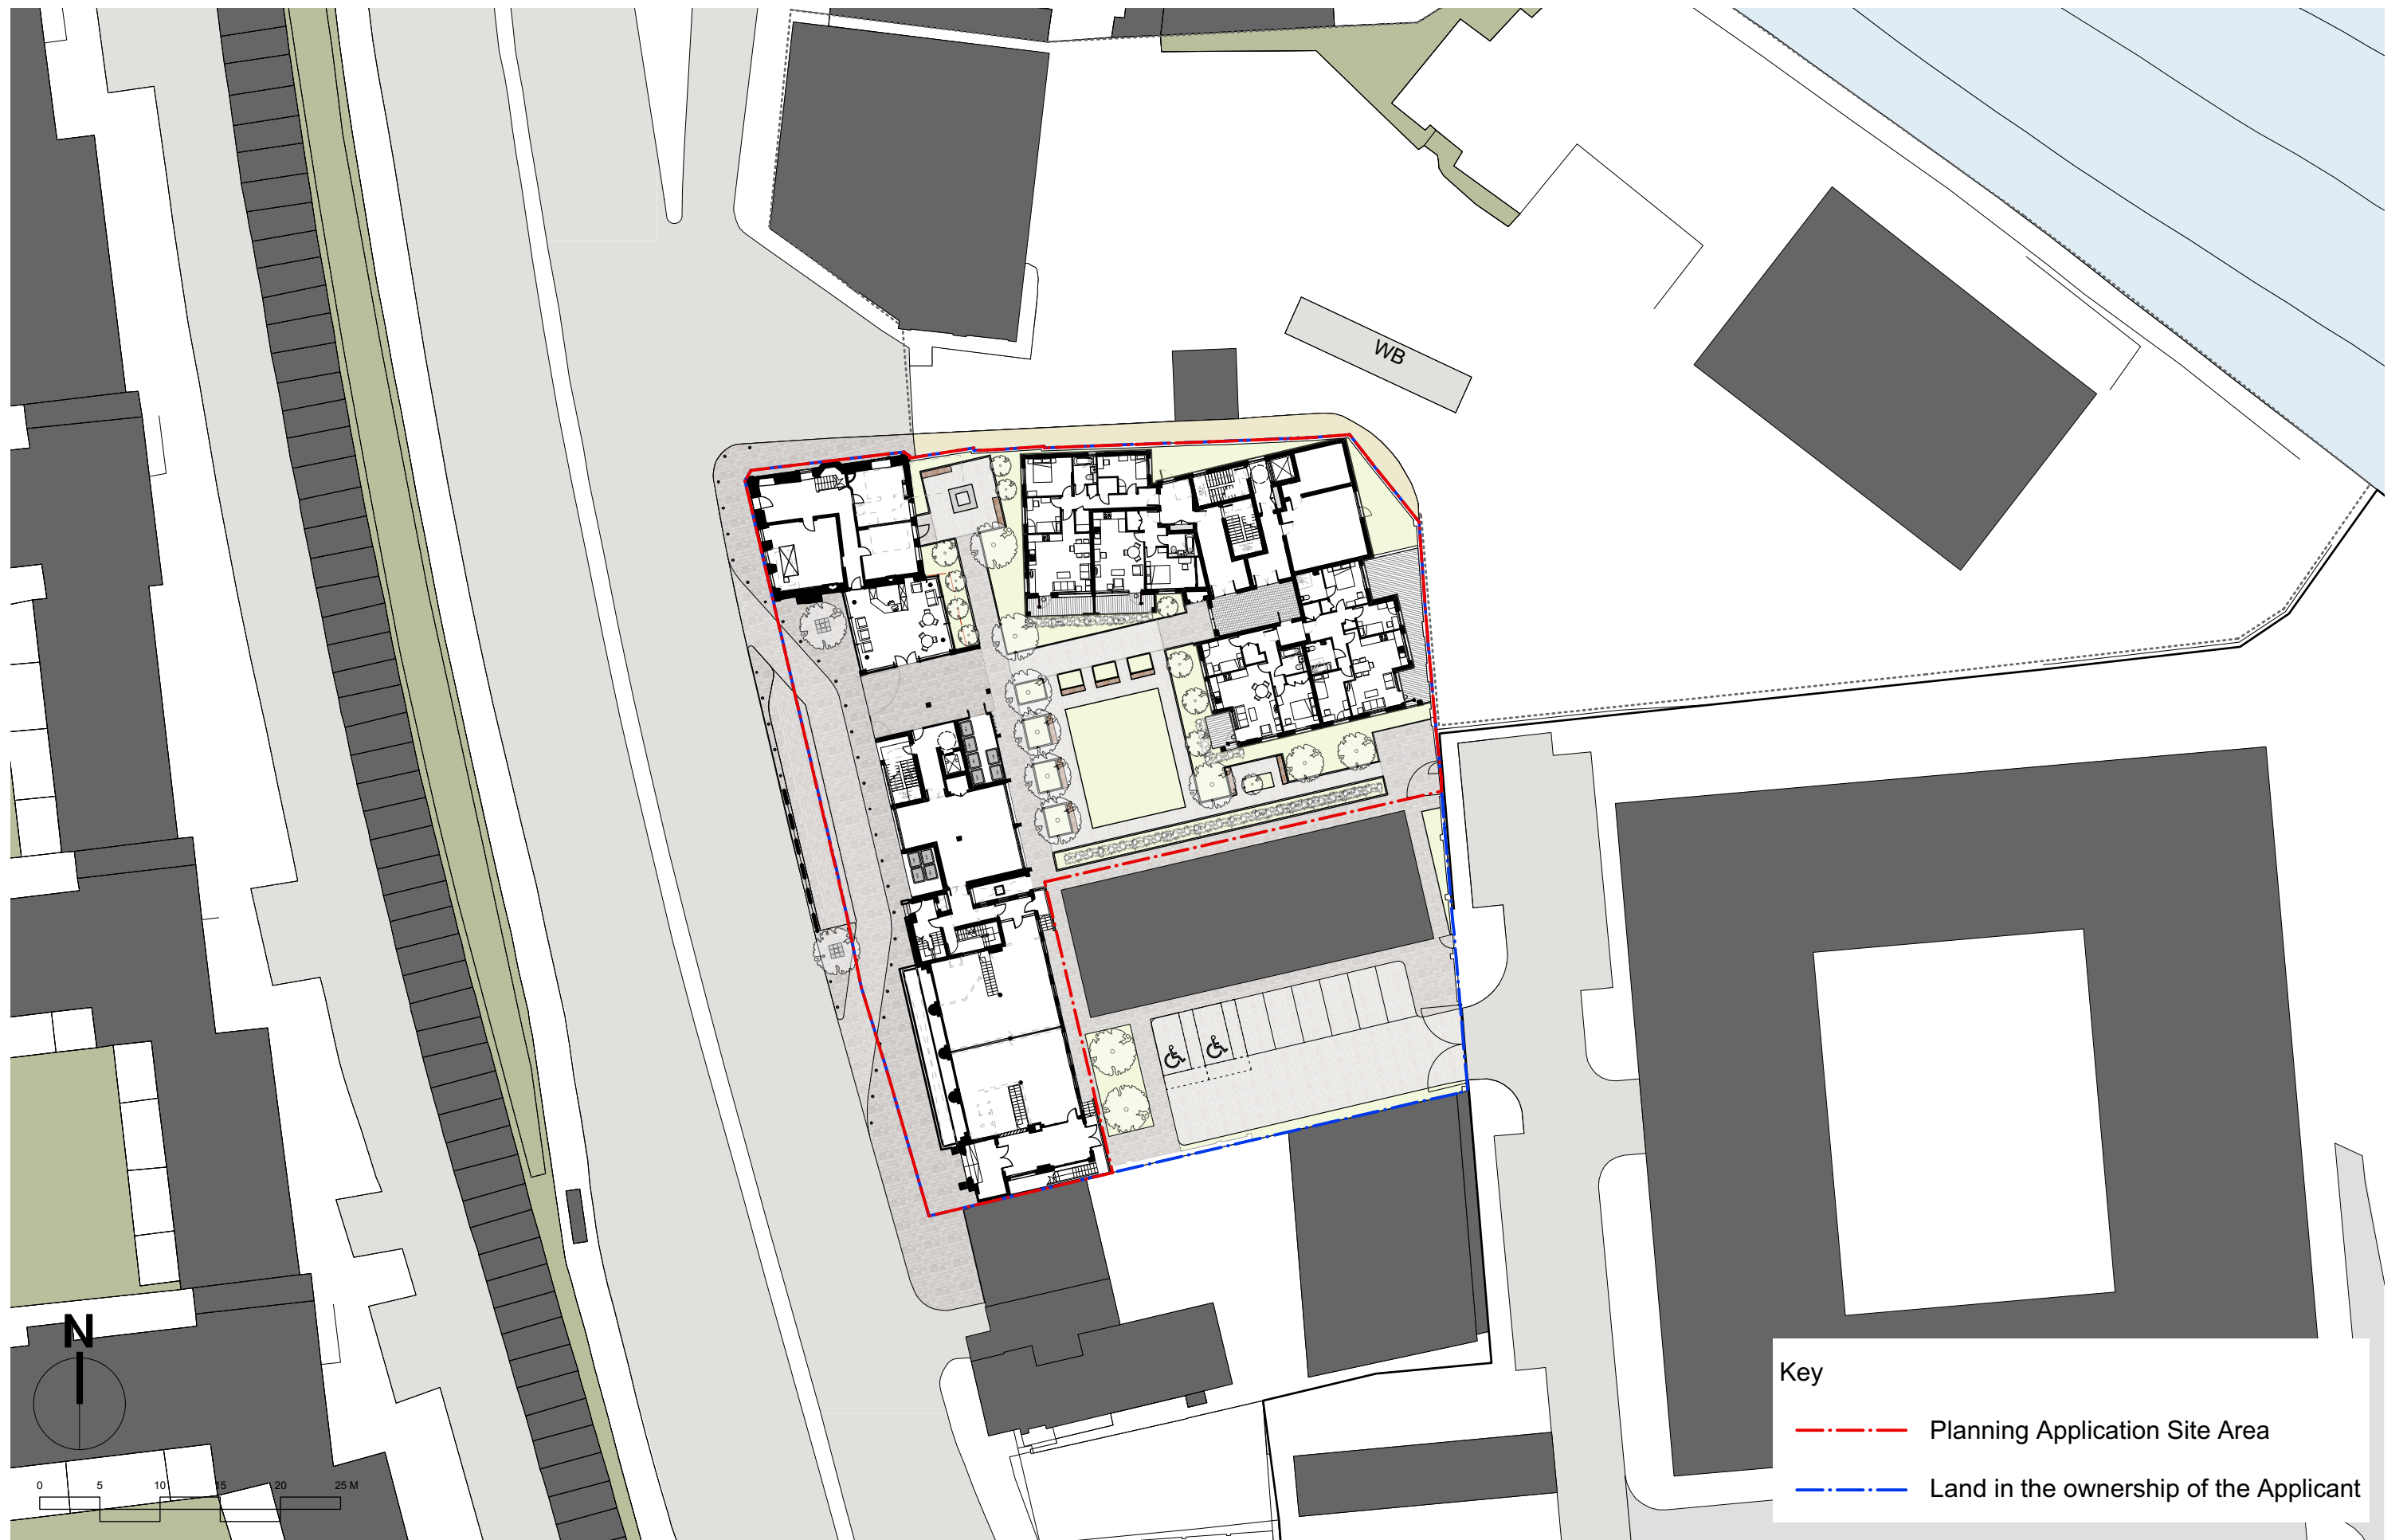 WB
N
0 5 10 15 20 25 M
Key
Planning Application Site Area
Land in the ownership of the Applicant